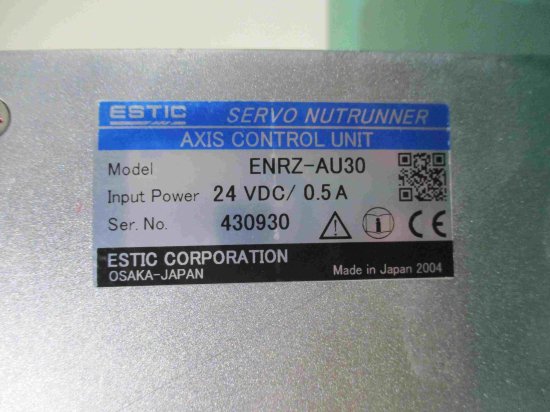 ESTIC SERVO NUTRUNNER
AXIS CONTROL UNIT
Model ENRZ-AU30
Input Power 24 VDC/ 0.5 A
Ser. No. 430930
ESTIC CORPORATION
OSAKA-JAPAN
Made in Japan 2004